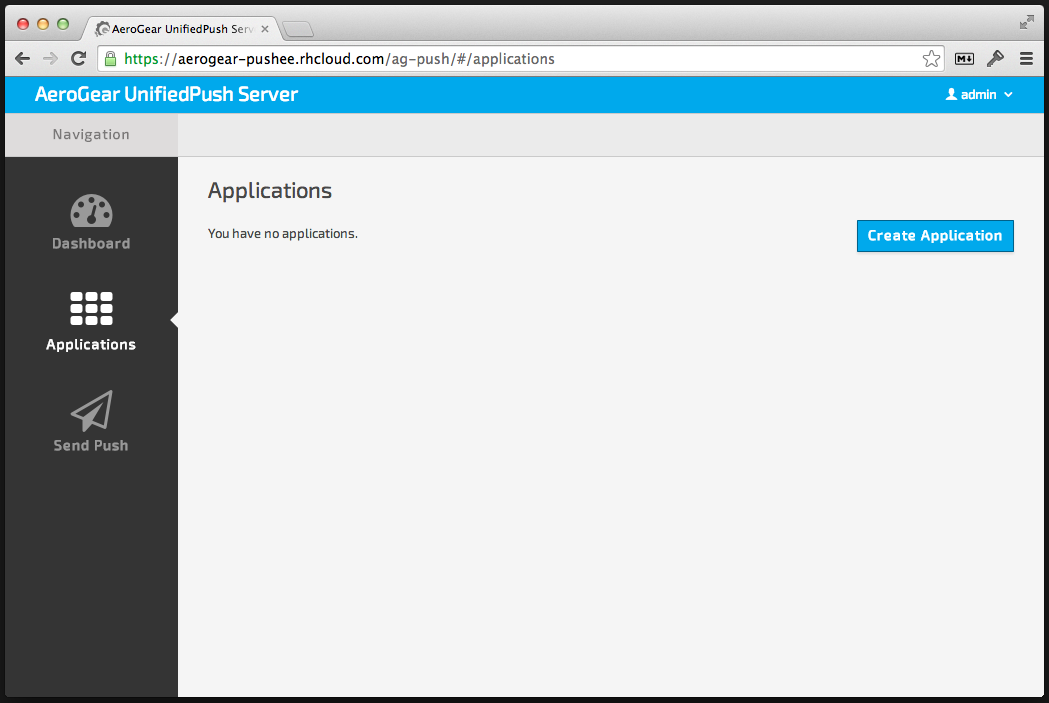 AeroGear UnifiedPush Serv
https://aerogear-pushee.rhcloud.com/ag-push/#/applications
AeroGear UnifiedPush Server
admin
Navigation
Dashboard
Applications
Send Push
Applications
You have no applications.
Create Application